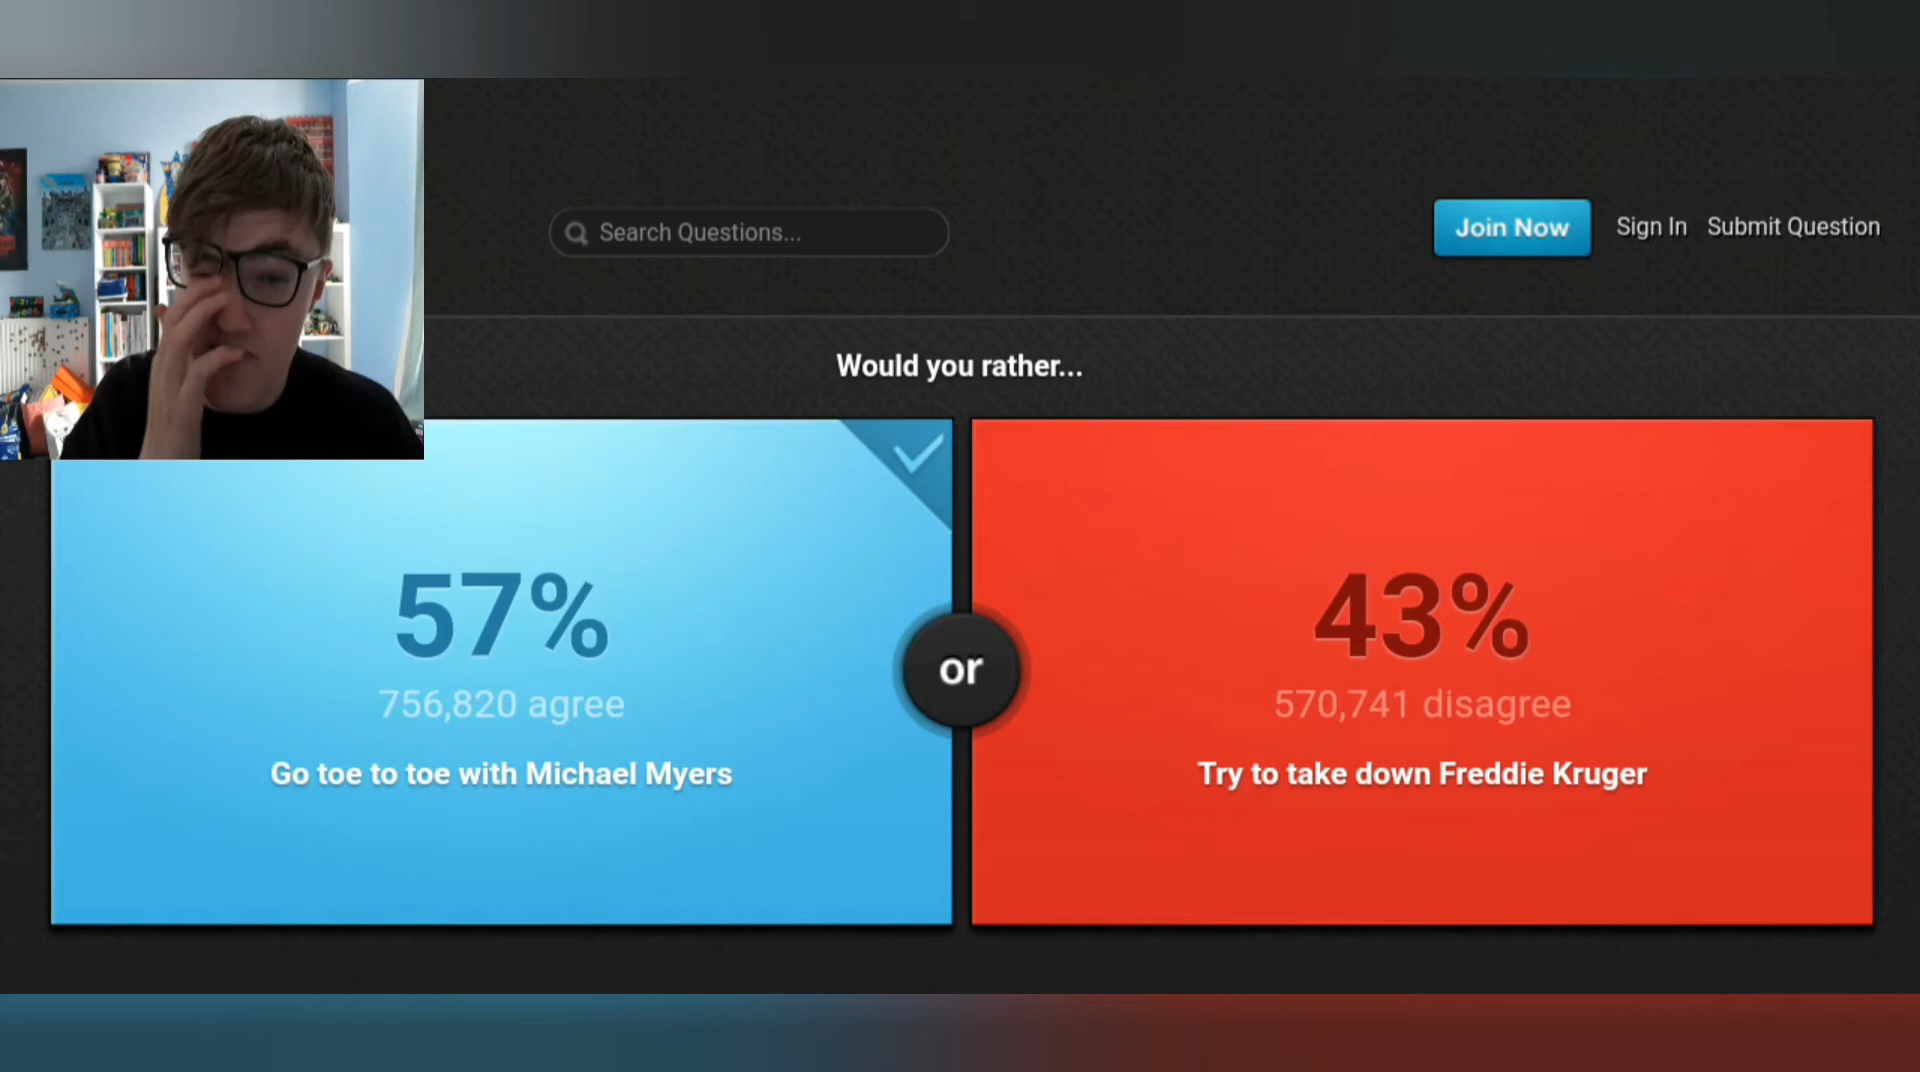 Search Questions...
Join Now
Sign In
Submit Question
Would you rather...
57%
756,820 agree
Go toe to toe with Michael Myers
or
43%
570,741 disagree
Try to take down Freddie Kruger